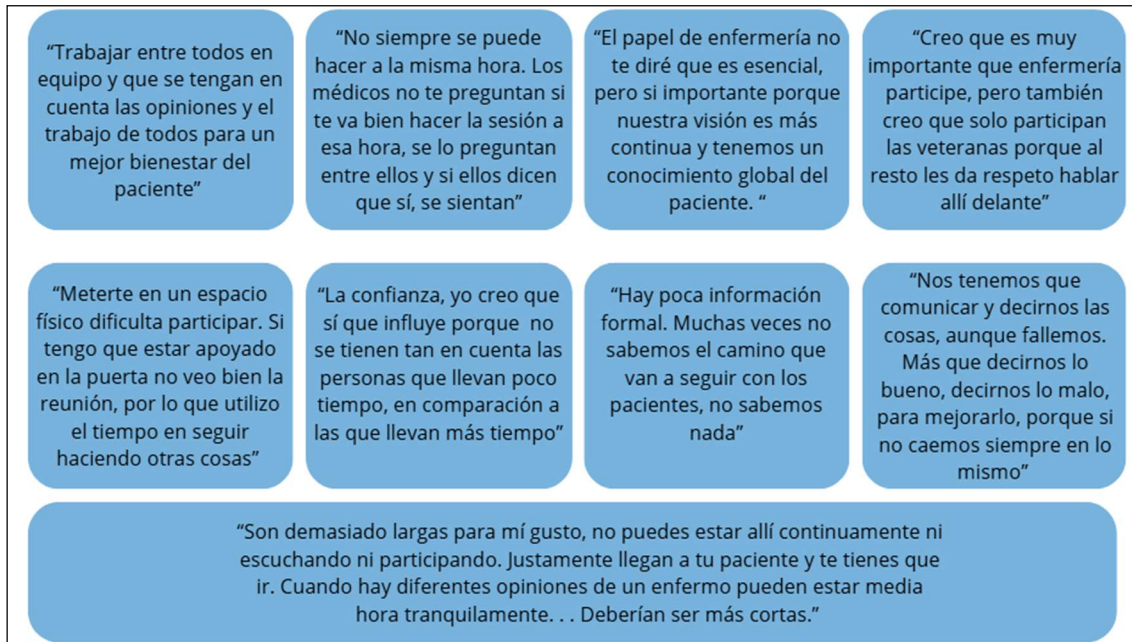 “Trabajar entre todos en
equipo y que se tengan en
cuenta las opiniones y el
trabajo de todos para un
mejor bienestar del
paciente”
“No siempre se puede
hacer a la misma hora. Los
médicos no te preguntan si
te va bien hacer la sesión a
esa hora, se lo preguntan
entre ellos y si ellos dicen
que sí, se sientan”
“El papel de enfermería no
te diré que es esencial,
pero si importante porque
nuestra visión es más
continua y tenemos un
conocimiento global del
paciente. “
“Creo que es muy
importante que enfermería
participe, pero también
creo que solo participan
las veteranas porque al
resto les da respeto hablar
allí delante”
“Meterte en un espacio
físico dificulta participar. Si
tengo que estar apoyado
en la puerta no veo bien la
reunión, por lo que utilizo
el tiempo en seguir
haciendo otras cosas”
“La confianza, yo creo que
sí que influye porque no
se tienen tan en cuenta las
personas que llevan poco
tiempo, en comparación a
las que llevan más tiempo”
“Hay poca información
formal. Muchas veces no
sabemos el camino que
van a seguir con los
pacientes, no sabemos
nada”
“Nos tenemos que
comunicar y decirnos las
cosas, aunque fallemos.
Más que decirnos lo
bueno, decirnos lo malo,
para mejorarlo, porque si
no caemos siempre en lo
mismo”
“Son demasiado largas para mí gusto, no puedes estar allí continuamente ni
escuchando ni participando. Justamente llegan a tu paciente y te tienes que
ir. Cuando hay diferentes opiniones de un enfermo pueden estar media
hora tranquilamente. . . Deberían ser más cortas.”